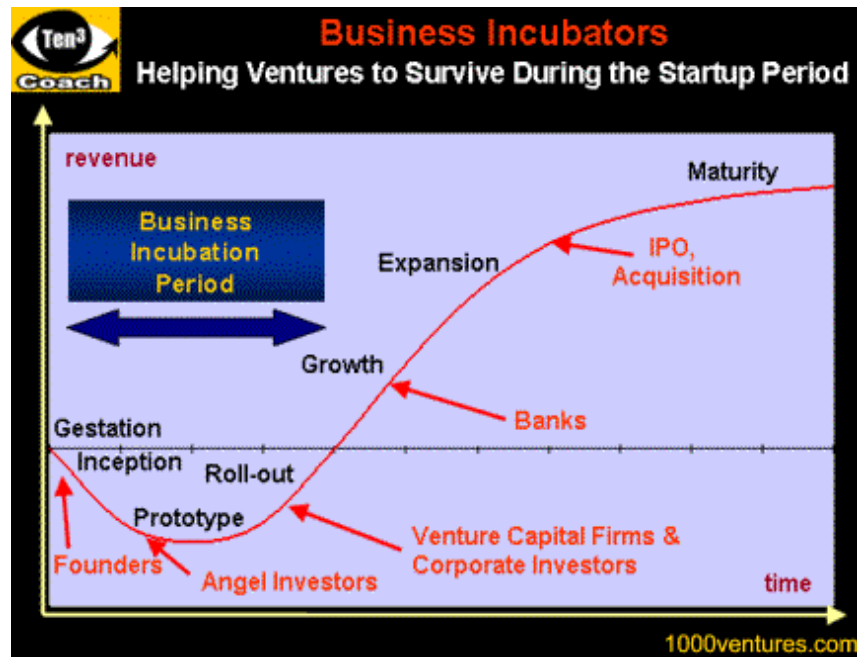 Ten³
Coach
Business Incubators
Helping Ventures to Survive During the Startup Period
revenue
Maturity
Business
Incubation
Period
IPO,
Acquisition
Expansion
Growth
Banks
Gestation
Inception
Roll-out
Prototype
Venture Capital Firms &
Corporate Investors
Founders
Angel Investors
time
1000ventures.com